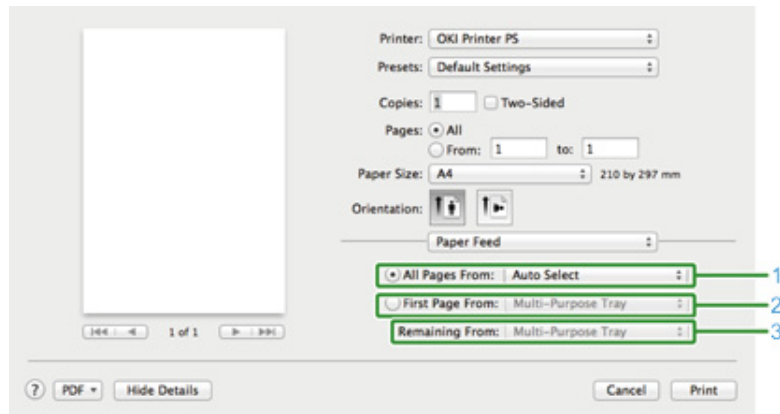 Printer: OKI Printer PS
Presets: Default Settings
Copies: 1 Two-Sided
Pages: All
From: 1 to: 1
Paper Size: A4 210 by 297 mm
Orientation:
Paper Feed
All Pages From: Auto Select 1
First Page From: Multi-Purpose Tray 2
Remaining From: Multi-Purpose Tray 3
1 of 1
? PDF Hide Details Cancel Print